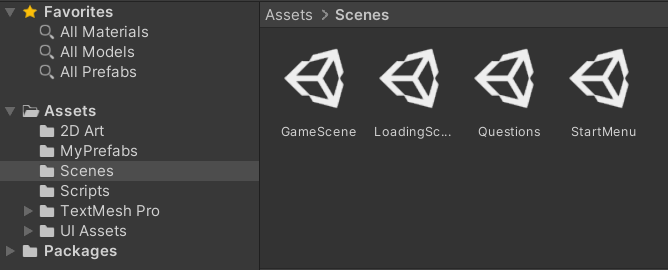 Favorites
All Materials
All Models
All Prefabs
Assets
2D Art
MyPrefabs
Scenes
Scripts
TextMesh Pro
UI Assets
Packages
Assets > Scenes
GameScene
LoadingSc...
Questions
StartMenu